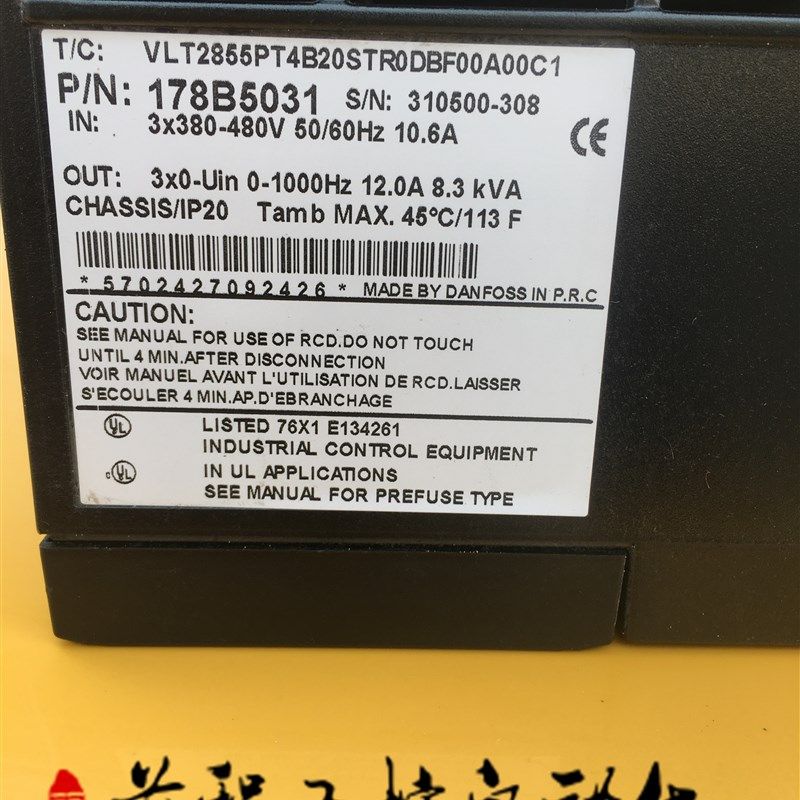 T/C: VLT2855PT4B20STR0DBF00A00C1
P/N: 178B5031 S/N: 310500-308
IN: 3x380-480V 50/60Hz 10.6A
CE
OUT: 3x0-Uin 0-1000Hz 12.0A 8.3 kVA
CHASSIS/IP20 Tamb MAX. 45°C/113 F
* 5702427092426 * MADE BY DANFOSS IN P.R.C
CAUTION:
SEE MANUAL FOR USE OF RCD.DO NOT TOUCH
UNTIL 4 MIN.AFTER DISCONNECTION
VOIR MANUEL AVANT L'UTILISATION DE RCD.LAISSER
S'ECOULER 4 MIN.AP.D'EBRANCHAGE
UL LISTED 76X1 E134261
INDUSTRIAL CONTROL EQUIPMENT
c UL IN UL APPLICATIONS
SEE MANUAL FOR PREFUSE TYPE